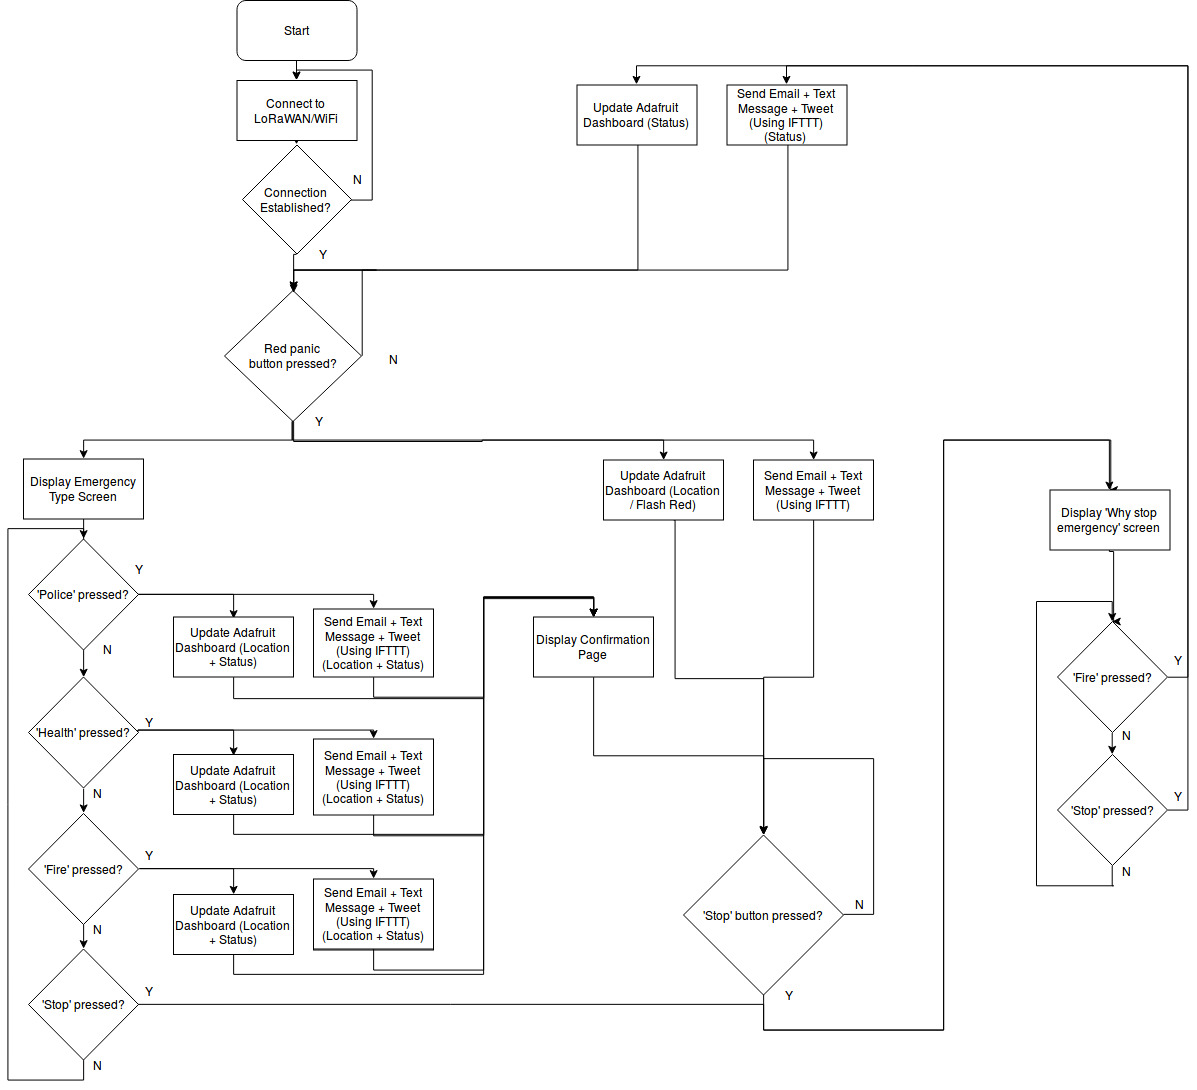 Start
Connect to
LoRaWAN/WiFi
Update Adafruit
Dashboard (Status)
Send Email + Text
Message + Tweet
(Using IFTTT)
(Status)
Connection
Established?
N
Y
Red panic
button pressed?
N
Y
Display Emergency
Type Screen
Update Adafruit
Dashboard (Location
/ Flash Red)
Send Email + Text
Message + Tweet
(Using IFTTT)
Display 'Why stop
emergency' screen
'Police' pressed?
Y
N
Update Adafruit
Dashboard (Location
+ Status)
Send Email + Text
Message + Tweet
(Using IFTTT)
(Location + Status)
Display Confirmation
Page
'Fire' pressed?
Y
N
'Health' pressed?
Y
N
Update Adafruit
Dashboard (Location
+ Status)
Send Email + Text
Message + Tweet
(Using IFTTT)
(Location + Status)
'Stop' pressed?
Y
N
'Fire' pressed?
Y
N
Update Adafruit
Dashboard (Location
+ Status)
Send Email + Text
Message + Tweet
(Using IFTTT)
(Location + Status)
'Stop' button pressed?
N
Y
'Stop' pressed?
Y
N